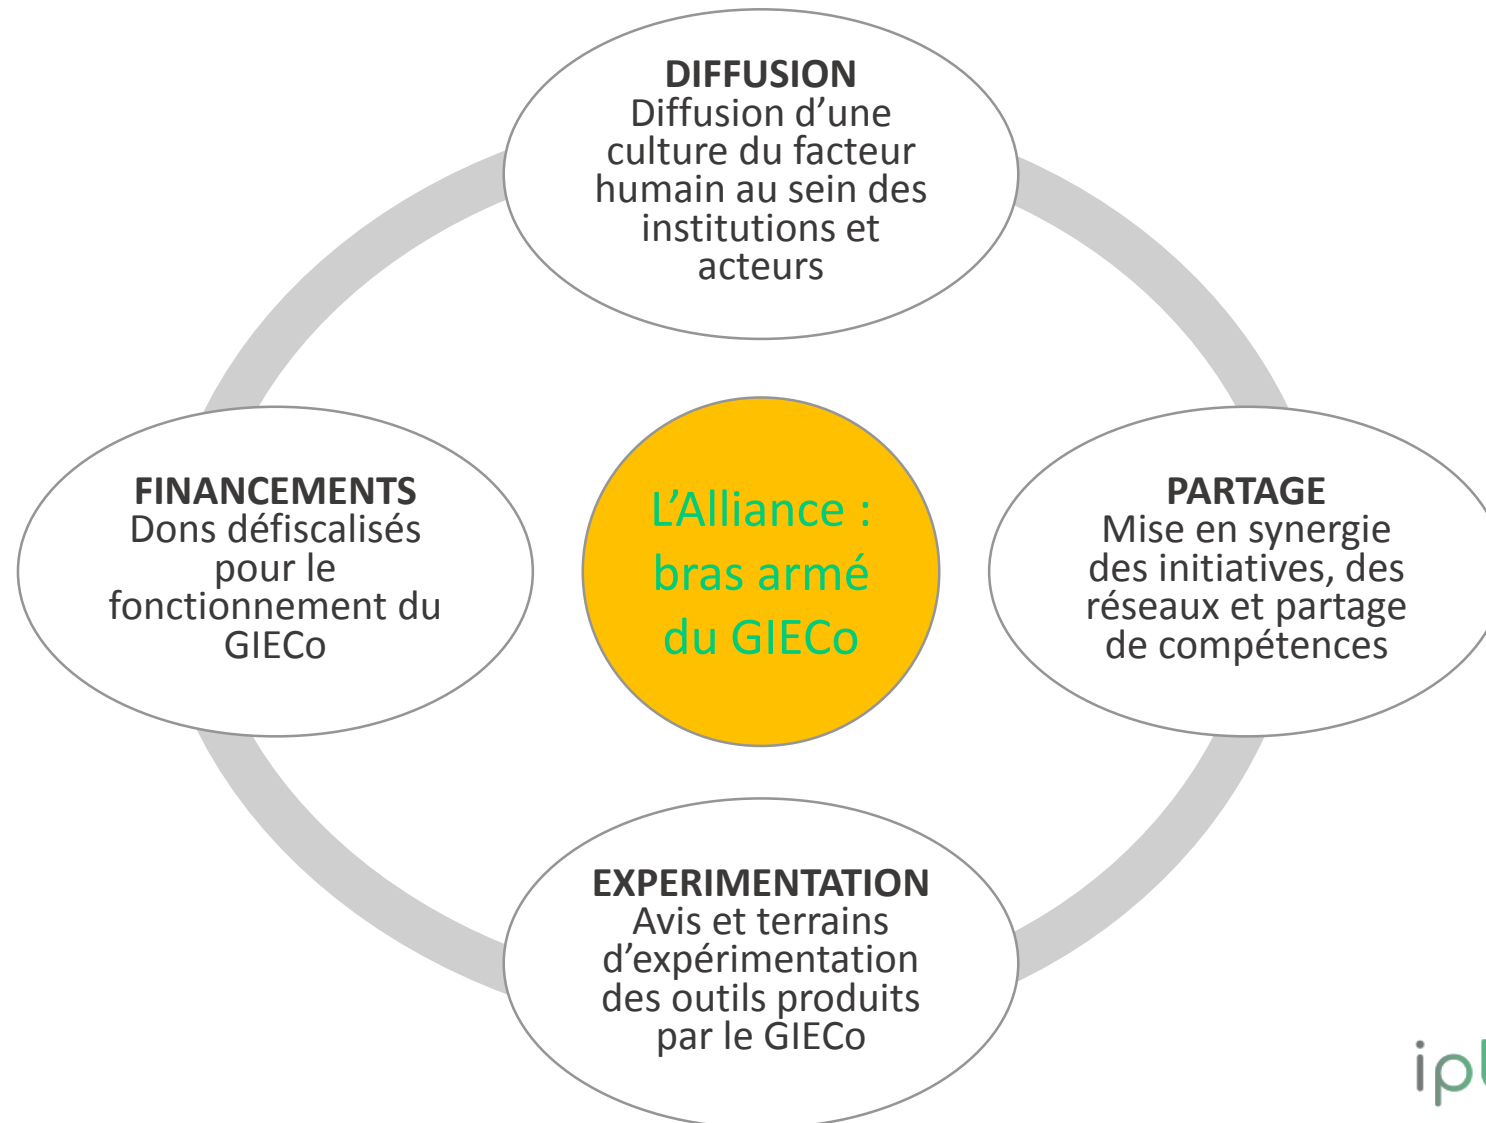 DIFFUSION
Diffusion d’une
culture du facteur
humain au sein des
institutions et
acteurs
FINANCEMENTS
Dons défiscalisés
pour le
fonctionnement du
GIECo
L’Alliance :
bras armé
du GIECo
PARTAGE
Mise en synergie
des initiatives, des
réseaux et partage
de compétences
EXPERIMENTATION
Avis et terrains
d’expérimentation
des outils produits
par le GIECo